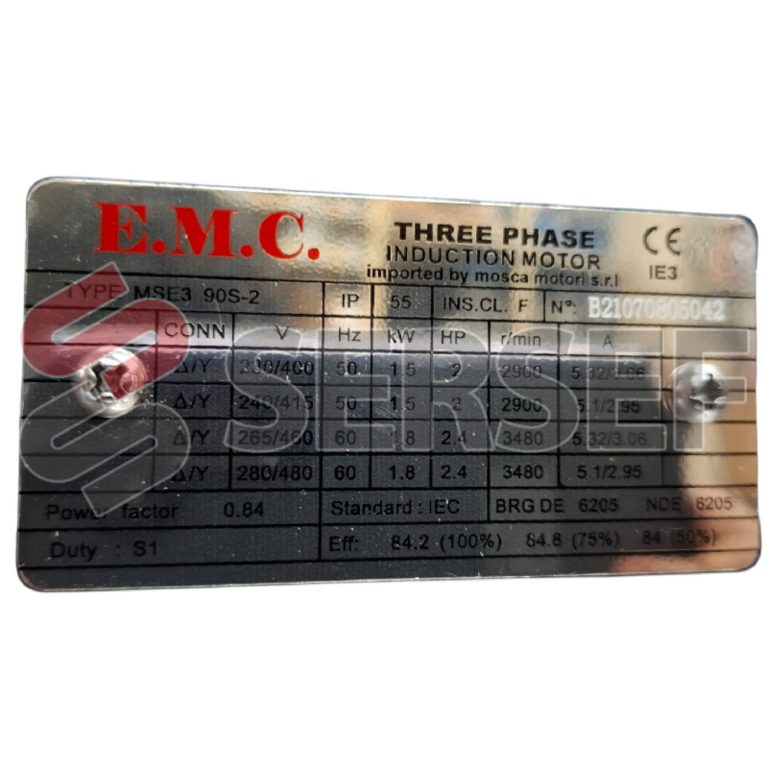 E.M.C.
THREE PHASE
INDUCTION MOTOR
imported by mosca motori s.r.l
CE
IE3
TYPE MSE3 90S-2 IP 55 INS.CL. F N°: B21070805042
CONN V Hz kW HP r/min A
Δ/Y 230/400 50 1.5 2 2900 5.32/3.06
Δ/Y 240/415 50 1.5 2 2900 5.1/2.95
Δ/Y 265/460 60 1.8 2.4 3480 5.32/3.06
Δ/Y 280/480 60 1.8 2.4 3480 5.1/2.95
Power factor 0.84 Standard : IEC BRG DE 6205 NDE 6205
Duty : S1 Eff: 84.2 (100%) 84.8 (75%) 84 (50%)
SERSEF